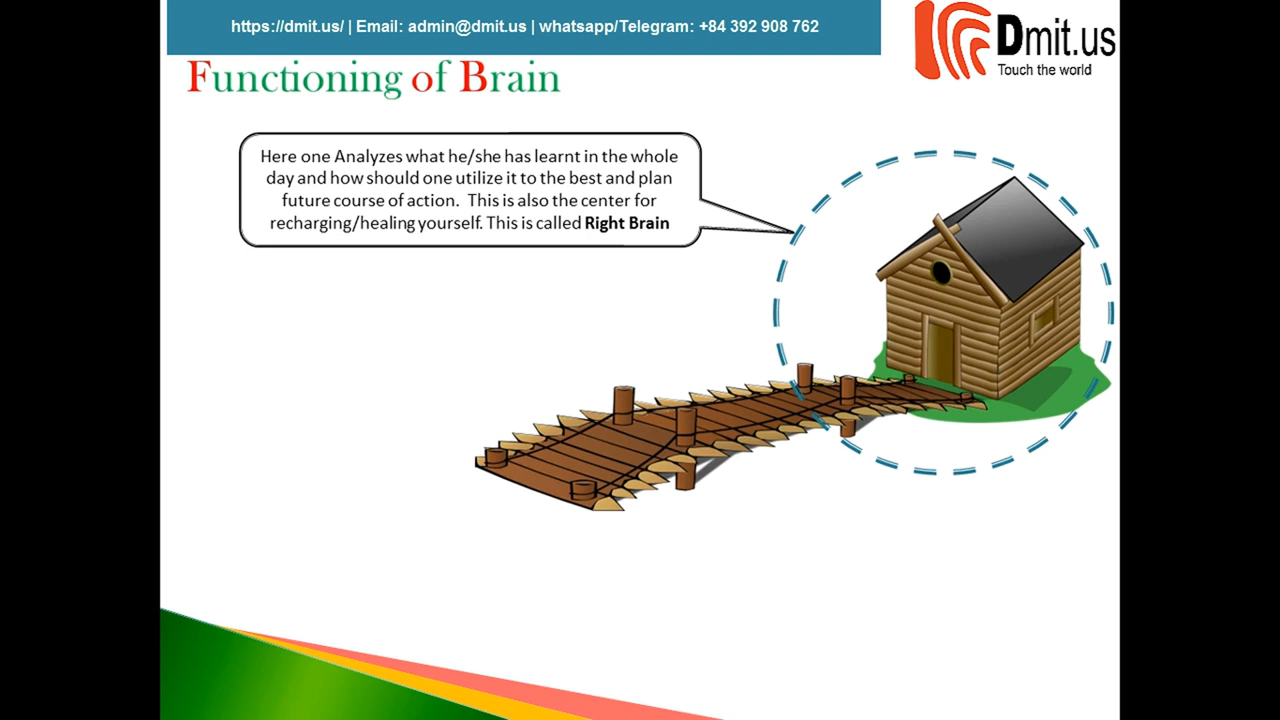 https://dmit.us/ | Email: admin@dmit.us | whatsapp/Telegram: +84 392 908 762
Dmit.us
Touch the world
Functioning of Brain
Here one Analyzes what he/she has learnt in the whole
day and how should one utilize it to the best and plan
future course of action. This is also the center for
recharging/healing yourself. This is called Right Brain